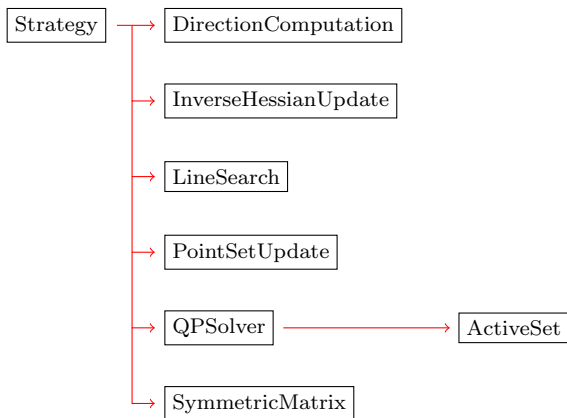 Strategy
DirectionComputation
InverseHessianUpdate
LineSearch
PointSetUpdate
QPSolver
ActiveSet
SymmetricMatrix